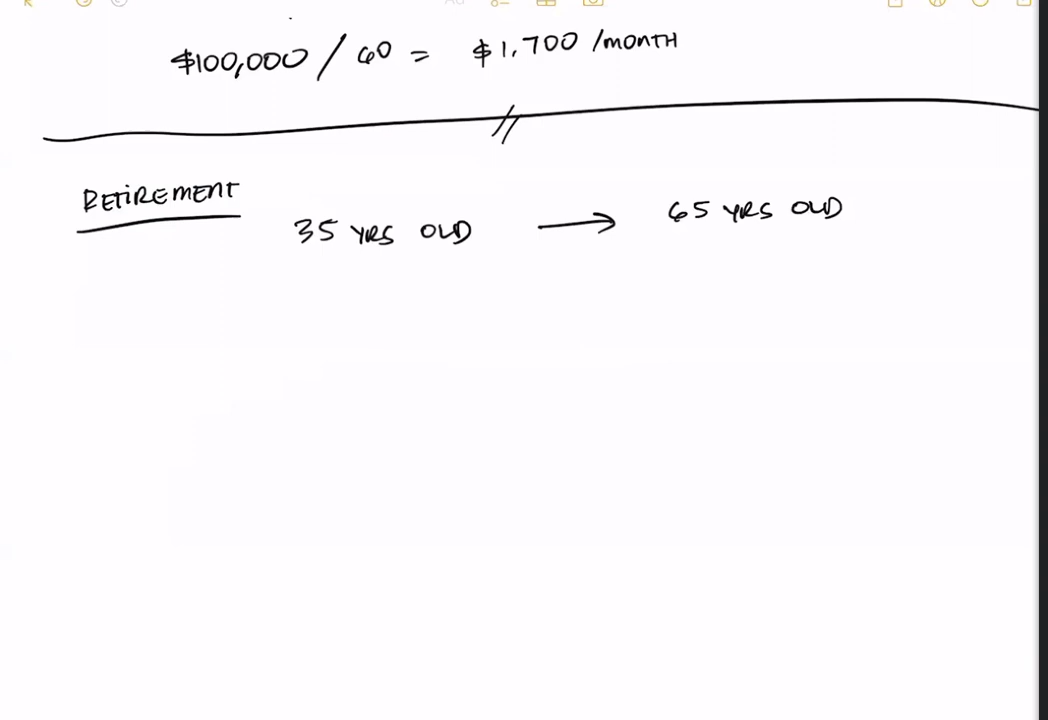 $100,000 / 60 = $1,700 /MONTH
RETIREMENT
35 YRS OLD → 65 YRS OLD